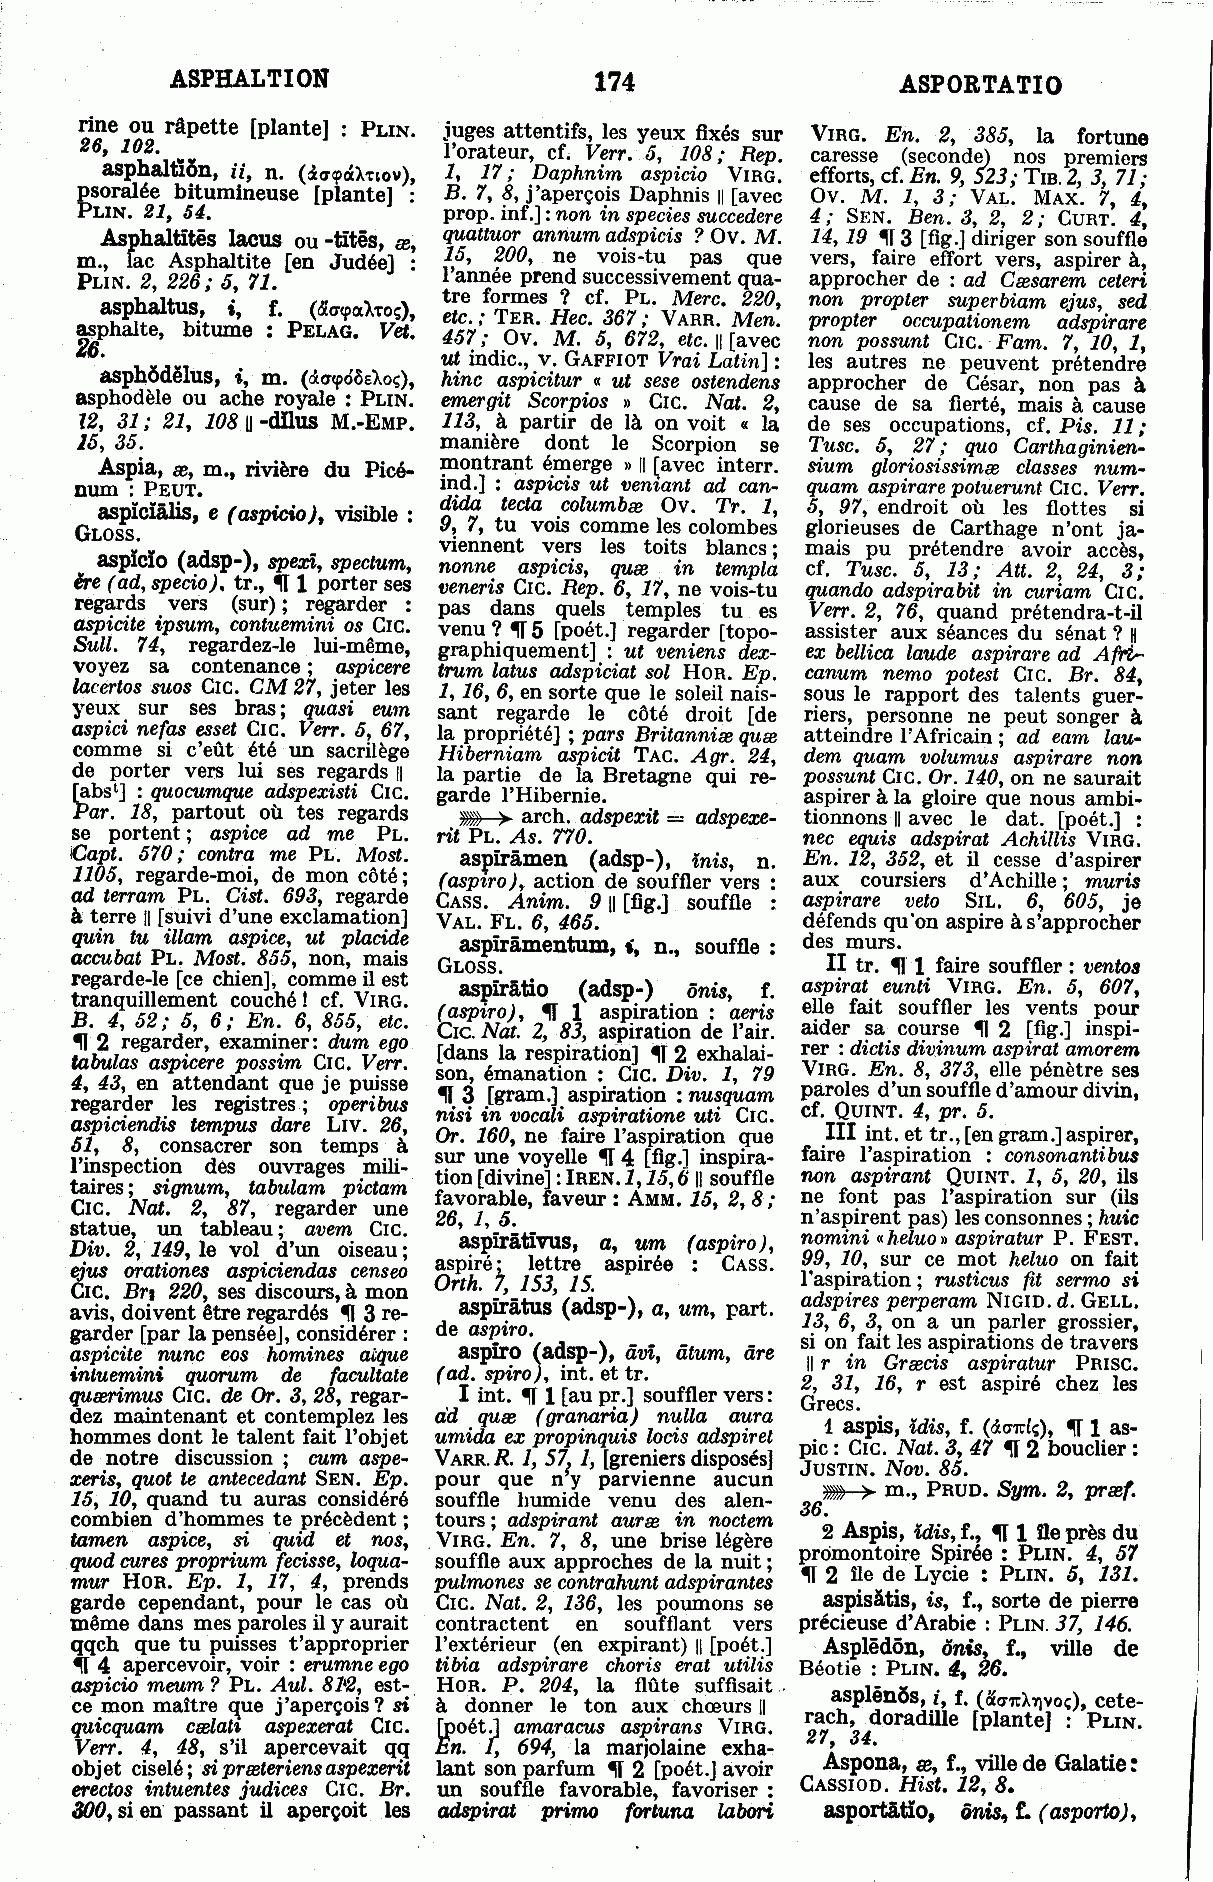 ASPHALTION
174
ASPORTATIO
rine ou râpette [plante] : PLIN.
26, 102.
asphaltĭŏn, ii, n. (ἀσφάλτιον),
psoralée bitumineuse [plante] :
PLIN. 21, 54.
Asphaltītēs lacus ou -tītēs, æ,
m., lac Asphaltite [en Judée] :
PLIN. 2, 226 ; 5, 71.
asphaltus, i, f. (ἄσφαλτος),
asphalte, bitume : PELAG. Vet.
26.
asphŏdĕlus, i, m. (ἀσφόδελος),
asphodèle ou ache royale : PLIN.
12, 31 ; 21, 108 || -dĭlus M.-EMP.
15, 35.
Aspia, æ, m., rivière du Picé-
num : PEUT.
aspiciālis, e (aspicio), visible :
GLOSS.
aspĭcĭo (adsp-), spexī, spectum,
ĕre (ad, specio), tr., ¶ 1 porter ses
regards vers (sur) ; regarder :
aspicite ipsum, contuemini os CIC.
Sull. 74, regardez-le lui-même,
voyez sa contenance ; aspicere
lacertos suos CIC. CM 27, jeter les
yeux sur ses bras ; quasi eum
aspici nefas esset CIC. Verr. 5, 67,
comme si c'eût été un sacrilège
de porter vers lui ses regards ||
[absᵗ] : quocumque adspexisti CIC.
Par. 18, partout où tes regards
se portent ; aspice ad me PL.
Capt. 570 ; contra me PL. Most.
1105, regarde-moi, de mon côté ;
ad terram PL. Cist. 693, regarde
à terre || [suivi d'une exclamation]
quin tu illam aspice, ut placide
accubat PL. Most. 855, non, mais
regarde-le [ce chien], comme il est
tranquillement couché ! cf. VIRG.
B. 4, 52 ; 5, 6 ; En. 6, 855, etc.
¶ 2 regarder, examiner : dum ego
tabulas aspicere possim CIC. Verr.
4, 43, en attendant que je puisse
regarder les registres ; operibus
aspiciendis tempus dare LIV. 26,
51, 8, consacrer son temps à
l'inspection des ouvrages mili-
taires ; signum, tabulam pictam
CIC. Nat. 2, 87, regarder une
statue, un tableau ; avem CIC.
Div. 2, 149, le vol d'un oiseau ;
ejus orationes aspiciendas censeo
CIC. Br. 220, ses discours, à mon
avis, doivent être regardés ¶ 3 re-
garder [par la pensée], considérer :
aspicite nunc eos homines atque
intuemini quorum de facultate
quærimus CIC. de Or. 3, 28, regar-
dez maintenant et contemplez les
hommes dont le talent fait l'objet
de notre discussion ; cum aspe-
xeris, quot te antecedant SEN. Ep.
15, 10, quand tu auras considéré
combien d'hommes te précèdent ;
tamen aspice, si quid et nos,
quod cures proprium fecisse, loqua-
mur HOR. Ep. 1, 17, 4, prends
garde cependant, pour le cas où
même dans mes paroles il y aurait
qqch que tu puisses t'approprier
¶ 4 apercevoir, voir : erumne ego
aspicio meum ? PL. Aul. 812, est-
ce mon maître que j'aperçois ? si
quicquam cælati aspexerat CIC.
Verr. 4, 48, s'il apercevait qq
objet ciselé ; si præteriens aspexerit
erectos intuentes judices CIC. Br.
300, si en passant il aperçoit les
juges attentifs, les yeux fixés sur
l'orateur, cf. Verr. 5, 108 ; Rep.
1, 17 ; Daphnim aspicio VIRG.
B. 7, 8, j'aperçois Daphnis || [avec
prop. inf.] : non in species succedere
quattuor annum adspicis ? OV. M.
15, 200, ne vois-tu pas que
l'année prend successivement qua-
tre formes ? cf. PL. Merc. 220,
etc. ; TER. Hec. 367 ; VARR. Men.
457 ; OV. M. 5, 672, etc. || [avec
ut indic., v. GAFFIOT Vrai Latin] :
hinc aspicitur « ut sese ostendens
emergit Scorpios » CIC. Nat. 2,
113, à partir de là on voit « la
manière dont le Scorpion se
montrant émerge » || [avec interr.
ind.] : aspicis ut veniant ad can-
dida tecta columbæ OV. Tr. 1,
9, 7, tu vois comme les colombes
viennent vers les toits blancs ;
nonne aspicis, quæ in templa
veneris CIC. Rep. 6, 17, ne vois-tu
pas dans quels temples tu es
venu ? ¶ 5 [poét.] regarder [topo-
graphiquement] : ut veniens dex-
trum latus adspiciat sol HOR. Ep.
1, 16, 6, en sorte que le soleil nais-
sant regarde le côté droit [de
la propriété] ; pars Britanniæ quæ
Hiberniam aspicit TAC. Agr. 24,
la partie de la Bretagne qui re-
garde l'Hibernie.
➳ arch. adspexit = adspexe-
rit PL. As. 770.
aspīrāmen (adsp-), ĭnis, n.
(aspiro), action de souffler vers :
CASS. Anim. 9 || [fig.] souffle :
VAL. FL. 6, 465.
aspīrāmentum, i, n., souffle :
GLOSS.
aspīrātio (adsp-) ōnis, f.
(aspiro), ¶ 1 aspiration : aeris
CIC. Nat. 2, 83, aspiration de l'air.
[dans la respiration] ¶ 2 exhalai-
son, émanation : CIC. Div. 1, 79
¶ 3 [gram.] aspiration : nusquam
nisi in vocali aspiratione uti CIC.
Or. 160, ne faire l'aspiration que
sur une voyelle ¶ 4 [fig.] inspira-
tion [divine] : IREN. 1, 15, 6 || souffle
favorable, faveur : AMM. 15, 2, 8 ;
26, 1, 5.
aspīrātīvus, a, um (aspiro),
aspiré ; lettre aspirée : CASS.
Orth. 7, 153, 15.
aspīrātus (adsp-), a, um, part.
de aspiro.
aspīro (adsp-), āvī, ātum, āre
(ad. spiro), int. et tr.
I int. ¶ 1 [au pr.] souffler vers :
ad quæ (granaria) nulla aura
umida ex propinquis locis adspiret
VARR. R. 1, 57, 1, [greniers disposés]
pour que n'y parvienne aucun
souffle humide venu des alen-
tours ; adspirant auræ in noctem
VIRG. En. 7, 8, une brise légère
souffle aux approches de la nuit ;
pulmones se contrahunt adspirantes
CIC. Nat. 2, 136, les poumons se
contractent en soufflant vers
l'extérieur (en expirant) || [poét.]
tibia adspirare choris erat utilis
HOR. P. 204, la flûte suffisait
à donner le ton aux chœurs ||
[poét.] amaracus aspirans VIRG.
En. 1, 694, la marjolaine exha-
lant son parfum ¶ 2 [poét.] avoir
un souffle favorable, favoriser :
adspirat primo fortuna labori
VIRG. En. 2, 385, la fortune
caresse (seconde) nos premiers
efforts, cf. En. 9, 523 ; TIB. 2, 3, 71 ;
OV. M. 1, 3 ; VAL. MAX. 7, 4,
4 ; SEN. Ben. 3, 2, 2 ; CURT. 4,
14, 19 ¶ 3 [fig.] diriger son souffle
vers, faire effort vers, aspirer à,
approcher de : ad Cæsarem ceteri
non propter superbiam ejus, sed
propter occupationem adspirare
non possunt CIC. Fam. 7, 10, 1,
les autres ne peuvent prétendre
approcher de César, non pas à
cause de sa fierté, mais à cause
de ses occupations, cf. Pis. 11 ;
Tusc. 5, 27 ; quo Carthaginien-
sium gloriosissimæ classes num-
quam aspirare potuerunt CIC. Verr.
5, 97, endroit où les flottes si
glorieuses de Carthage n'ont ja-
mais pu prétendre avoir accès,
cf. Tusc. 5, 13 ; Att. 2, 24, 3 ;
quando adspirabit in curiam CIC.
Verr. 2, 76, quand prétendra-t-il
assister aux séances du sénat ? ||
ex bellica laude aspirare ad Afri-
canum nemo potest CIC. Br. 84,
sous le rapport des talents guer-
riers, personne ne peut songer à
atteindre l'Africain ; ad eam lau-
dem quam volumus aspirare non
possunt CIC. Or. 140, on ne saurait
aspirer à la gloire que nous ambi-
tionnons || avec le dat. [poét.] :
nec equis adspirat Achillis VIRG.
En. 12, 352, et il cesse d'aspirer
aux coursiers d'Achille ; muris
aspirare veto SIL. 6, 605, je
défends qu'on aspire à s'approcher
des murs.
II tr. ¶ 1 faire souffler : ventos
aspirat eunti VIRG. En. 5, 607,
elle fait souffler les vents pour
aider sa course ¶ 2 [fig.] inspi-
rer : dictis divinum aspirat amorem
VIRG. En. 8, 373, elle pénètre ses
paroles d'un souffle d'amour divin,
cf. QUINT. 4, pr. 5.
III int. et tr., [en gram.] aspirer,
faire l'aspiration : consonantibus
non aspirant QUINT. 1, 5, 20, ils
ne font pas l'aspiration sur (ils
n'aspirent pas) les consonnes ; huic
nomini « heluo » aspiratur P. FEST.
99, 10, sur ce mot heluo on fait
l'aspiration ; rusticus fit sermo si
adspires perperam NIGID. d. GELL.
13, 6, 3, on a un parler grossier,
si on fait les aspirations de travers
|| r in Græcis aspiratur PRISC.
2, 31, 16, r est aspiré chez les
Grecs.
1 aspis, ĭdis, f. (ἀσπίς), ¶ 1 as-
pic : CIC. Nat. 3, 47 ¶ 2 bouclier :
JUSTIN. Nov. 85.
➳ m., PRUD. Sym. 2, præf.
36.
2 Aspis, ĭdis, f., ¶ 1 île près du
promontoire Spirée : PLIN. 4, 57
¶ 2 île de Lycie : PLIN. 5, 131.
aspisătis, is, f., sorte de pierre
précieuse d'Arabie : PLIN. 37, 146.
Asplēdōn, ŏnis, f., ville de
Béotie : PLIN. 4, 26.
asplēnŏs, i, f. (ἄσπληνος), cete-
rach, doradille [plante] : PLIN.
27, 34.
Aspona, æ, f., ville de Galatie :
CASSIOD. Hist. 12, 8.
asportātĭo, ōnis, f. (asporto),